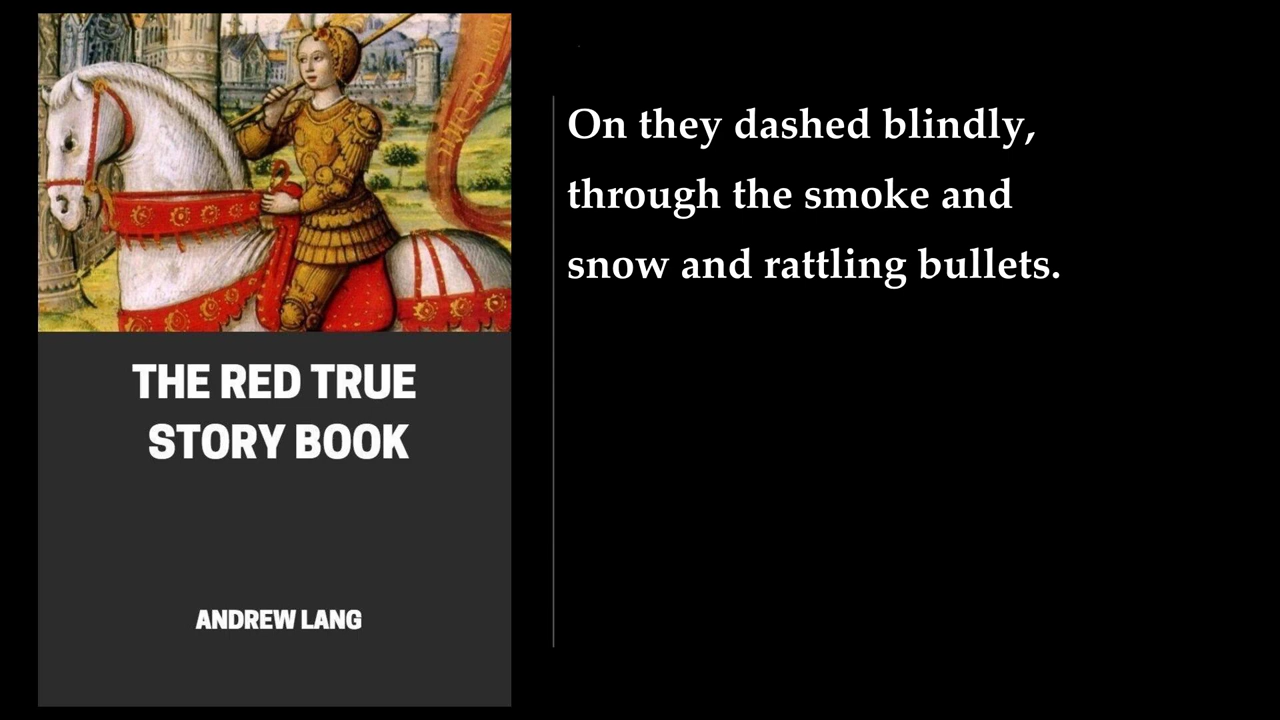 THE RED TRUE
STORY BOOK
ANDREW LANG
On they dashed blindly,
through the smoke and
snow and rattling bullets.